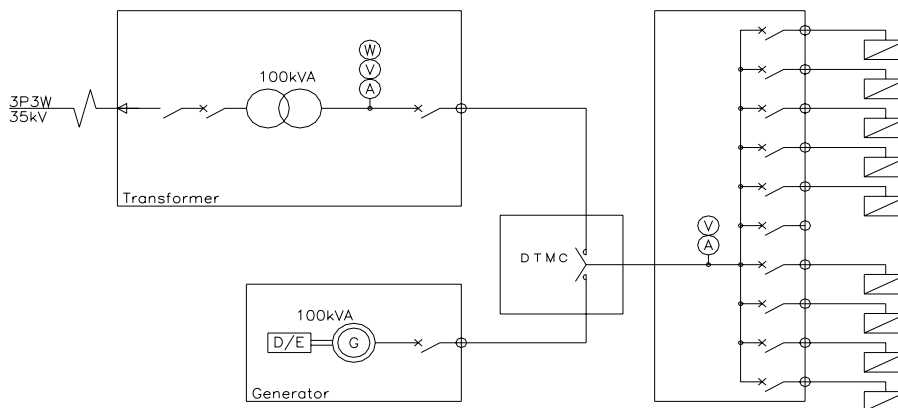 3P3W
35kV
100kVA
W
V
A
Transformer
DTMC
V
A
100kVA
D/E
G
Generator